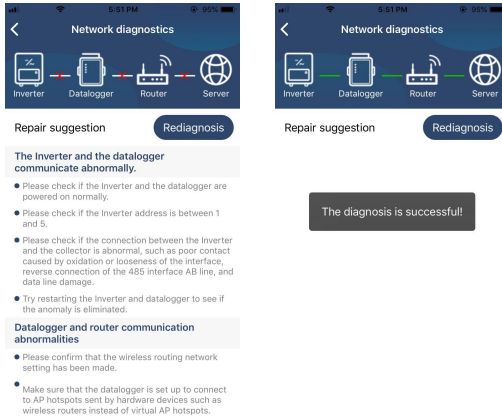 5:51 PM
95%
Network diagnostics
Inverter Datalogger Router Server
Repair suggestion Rediagnosis
The Inverter and the datalogger
communicate abnormally.
Please check if the Inverter and the datalogger are
powered on normally.
Please check if the Inverter address is between 1
and 5.
Please check if the connection between the Inverter
and the collector is abnormal, such as poor contact
caused by oxidation or looseness of the interface,
reverse connection of the 485 interface AB line, and
data line damage.
Try restarting the Inverter and datalogger to see if
the anomaly is eliminated.
Datalogger and router communication
abnormalities
Please confirm that the wireless routing network
setting has been made.
Make sure that the datalogger is set up to connect
to AP hotspots sent by hardware devices such as
wireless routers instead of virtual AP hotspots.
5:51 PM
95%
Network diagnostics
Inverter Datalogger Router Server
Repair suggestion Rediagnosis
The diagnosis is successful!